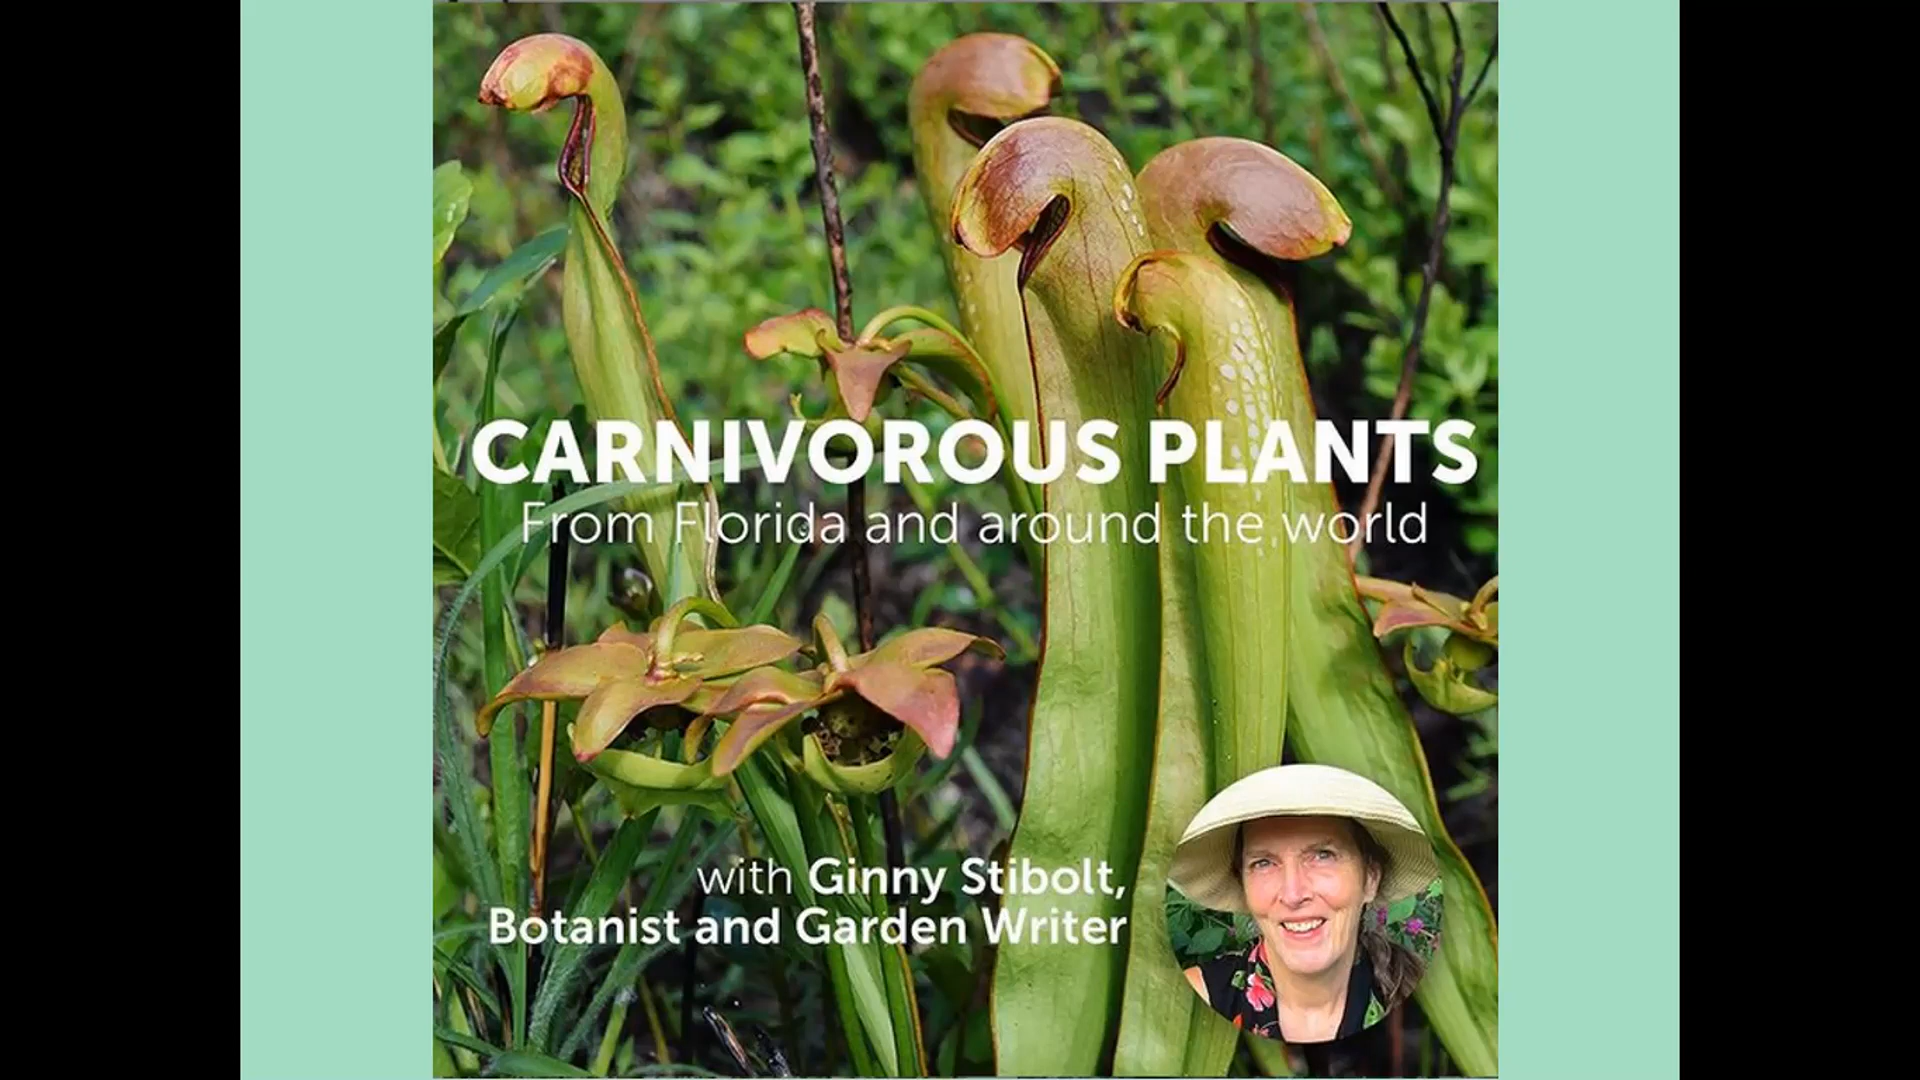 CARNIVOROUS PLANTS
From Florida and around the world
with Ginny Stibolt,
Botanist and Garden Writer